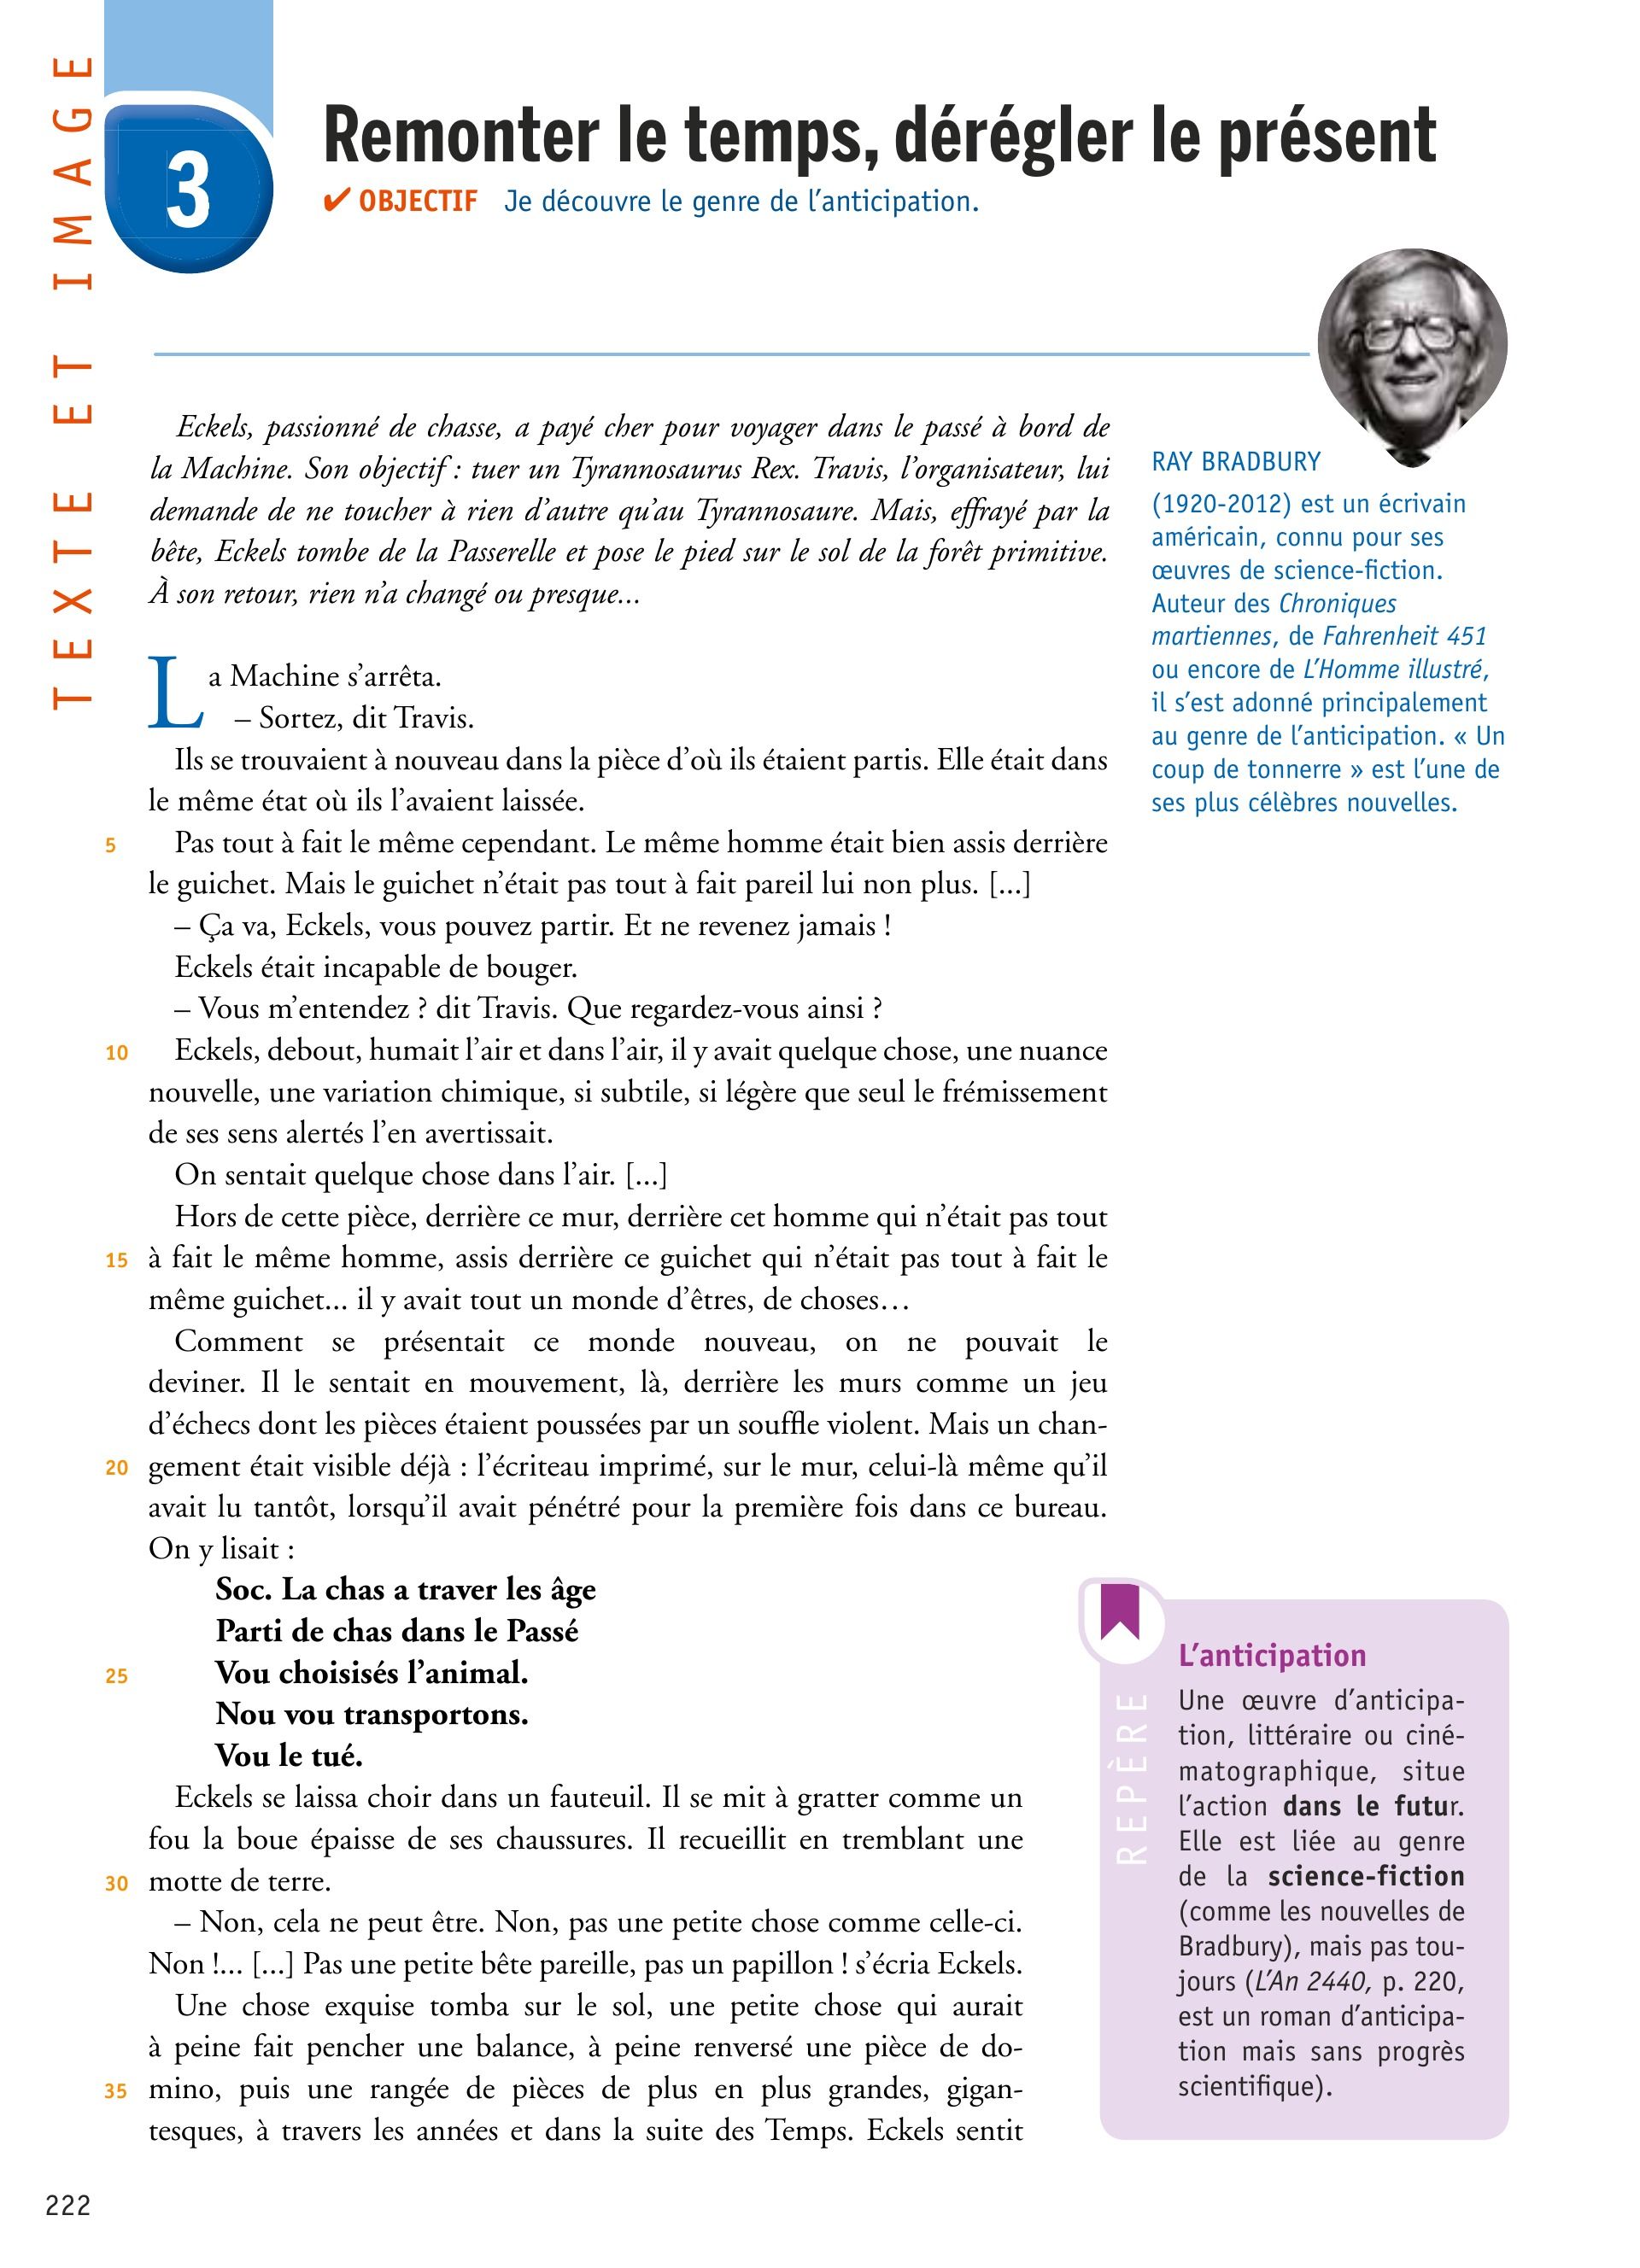 TEXTE ET IMAGE
3
Remonter le temps, dérégler le présent
✔ OBJECTIF Je découvre le genre de l'anticipation.
Eckels, passionné de chasse, a payé cher pour voyager dans le passé à bord de
la Machine. Son objectif : tuer un Tyrannosaurus Rex. Travis, l'organisateur, lui
demande de ne toucher à rien d'autre qu'au Tyrannosaure. Mais, effrayé par la
bête, Eckels tombe de la Passerelle et pose le pied sur le sol de la forêt primitive.
À son retour, rien n'a changé ou presque...
RAY BRADBURY
(1920-2012) est un écrivain
américain, connu pour ses
œuvres de science-fiction.
Auteur des Chroniques
martiennes, de Fahrenheit 451
ou encore de L'Homme illustré,
il s'est adonné principalement
au genre de l'anticipation. « Un
coup de tonnerre » est l'une de
ses plus célèbres nouvelles.
La Machine s'arrêta.
– Sortez, dit Travis.
Ils se trouvaient à nouveau dans la pièce d'où ils étaient partis. Elle était dans
le même état où ils l'avaient laissée.
5 Pas tout à fait le même cependant. Le même homme était bien assis derrière
le guichet. Mais le guichet n'était pas tout à fait pareil lui non plus. [...]
– Ça va, Eckels, vous pouvez partir. Et ne revenez jamais !
Eckels était incapable de bouger.
– Vous m'entendez ? dit Travis. Que regardez-vous ainsi ?
10 Eckels, debout, humait l'air et dans l'air, il y avait quelque chose, une nuance
nouvelle, une variation chimique, si subtile, si légère que seul le frémissement
de ses sens alertés l'en avertissait.
On sentait quelque chose dans l'air. [...]
Hors de cette pièce, derrière ce mur, derrière cet homme qui n'était pas tout
15 à fait le même homme, assis derrière ce guichet qui n'était pas tout à fait le
même guichet... il y avait tout un monde d'êtres, de choses…
Comment se présentait ce monde nouveau, on ne pouvait le
deviner. Il le sentait en mouvement, là, derrière les murs comme un jeu
d'échecs dont les pièces étaient poussées par un souffle violent. Mais un chan-
20 gement était visible déjà : l'écriteau imprimé, sur le mur, celui-là même qu'il
avait lu tantôt, lorsqu'il avait pénétré pour la première fois dans ce bureau.
On y lisait :
Soc. La chas a traver les âge
Parti de chas dans le Passé
25 Vou choisisés l'animal.
Nou vou transportons.
Vou le tué.
Eckels se laissa choir dans un fauteuil. Il se mit à gratter comme un
fou la boue épaisse de ses chaussures. Il recueillit en tremblant une
30 motte de terre.
– Non, cela ne peut être. Non, pas une petite chose comme celle-ci.
Non !... [...] Pas une petite bête pareille, pas un papillon ! s'écria Eckels.
Une chose exquise tomba sur le sol, une petite chose qui aurait
à peine fait pencher une balance, à peine renversé une pièce de do-
35 mino, puis une rangée de pièces de plus en plus grandes, gigan-
tesques, à travers les années et dans la suite des Temps. Eckels sentit
REPÈRE
L'anticipation
Une œuvre d'anticipa-
tion, littéraire ou ciné-
matographique, situe
l'action dans le futur.
Elle est liée au genre
de la science-fiction
(comme les nouvelles de
Bradbury), mais pas tou-
jours (L'An 2440, p. 220,
est un roman d'anticipa-
tion mais sans progrès
scientifique).
222